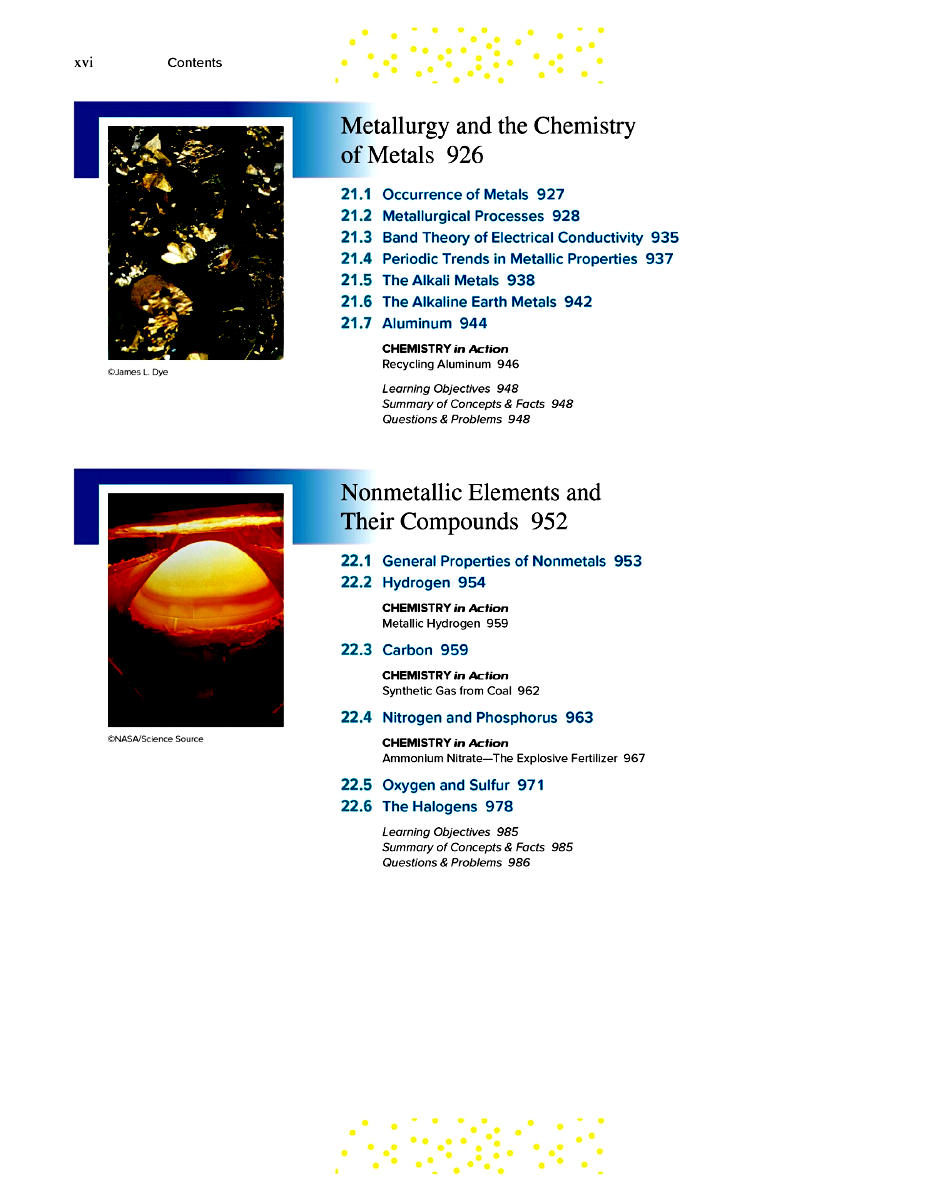 xvi Contents
Metallurgy and the Chemistry
of Metals 926
21.1 Occurrence of Metals 927
21.2 Metallurgical Processes 928
21.3 Band Theory of Electrical Conductivity 935
21.4 Periodic Trends in Metallic Properties 937
21.5 The Alkali Metals 938
21.6 The Alkaline Earth Metals 942
21.7 Aluminum 944
CHEMISTRY in Action
Recycling Aluminum 946
Learning Objectives 948
Summary of Concepts & Facts 948
Questions & Problems 948
©James L. Dye
Nonmetallic Elements and
Their Compounds 952
22.1 General Properties of Nonmetals 953
22.2 Hydrogen 954
CHEMISTRY in Action
Metallic Hydrogen 959
22.3 Carbon 959
CHEMISTRY in Action
Synthetic Gas from Coal 962
22.4 Nitrogen and Phosphorus 963
CHEMISTRY in Action
Ammonium Nitrate—The Explosive Fertilizer 967
22.5 Oxygen and Sulfur 971
22.6 The Halogens 978
Learning Objectives 985
Summary of Concepts & Facts 985
Questions & Problems 986
©NASA/Science Source